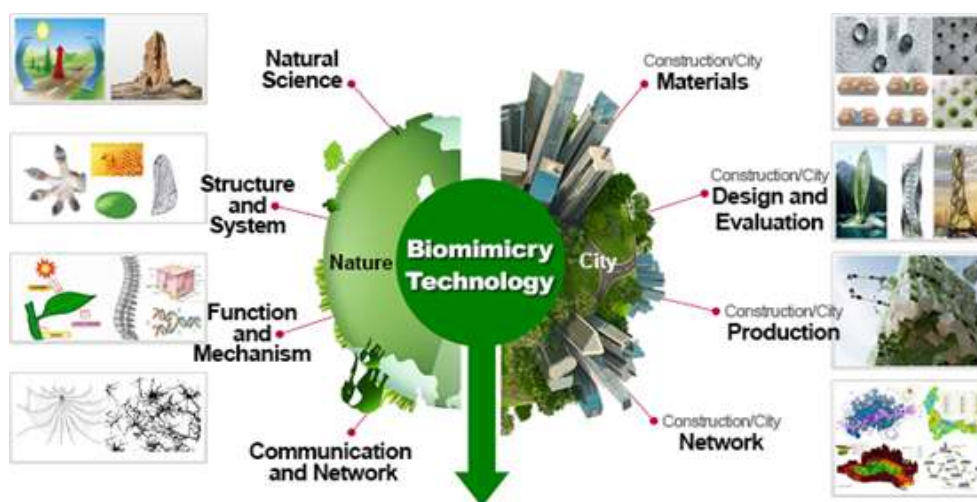 Natural
Science
Structure
and
System
Function
and
Mechanism
Communication
and Network
Nature
Biomimicry
Technology
City
Construction/City
Materials
Construction/City
Design and
Evaluation
Construction/City
Production
Construction/City
Network